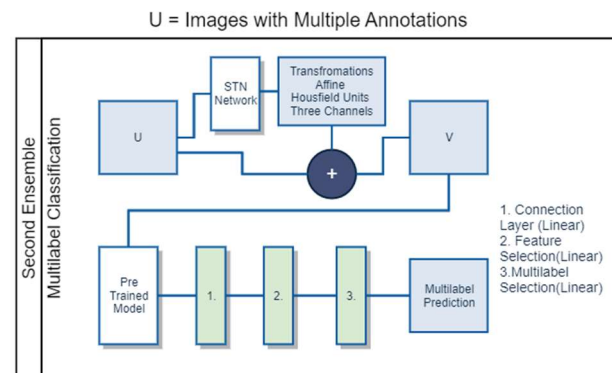 U = Images with Multiple Annotations
Second Ensemble
Multilabel Classification
U
STN
Network
Transfromations
Affine
Housfield Units
Three Channels
+
V
Pre
Trained
Model
1.
2.
3.
Multilabel
Prediction
1. Connection
Layer (Linear)
2. Feature
Selection(Linear)
3.Multilabel
Selection(Linear)